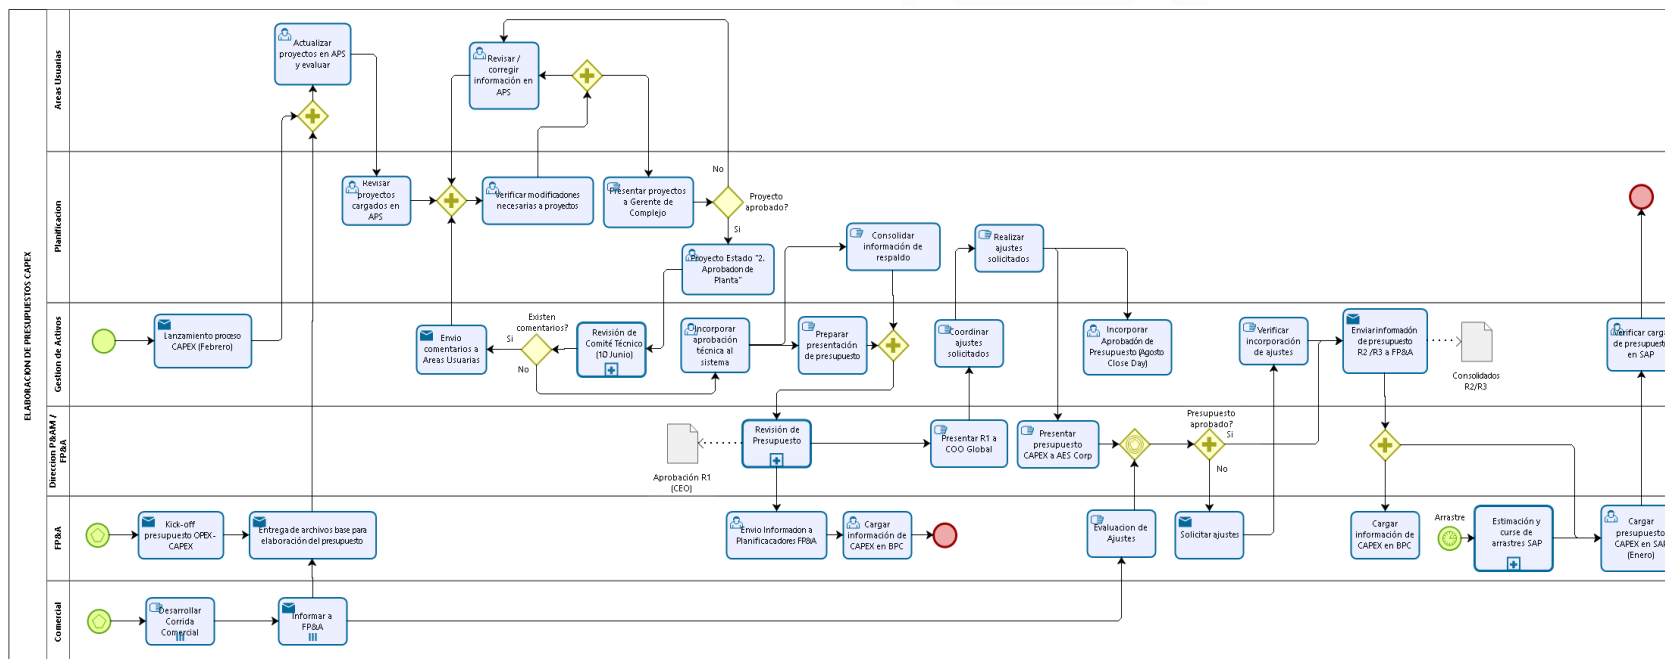 ELABORACION DE PRESUPUESTOS CAPEX
Areas Usuarias
Actualizar
proyectos en APS
y evaluar
Revisar /
corregir
información en
APS
Planificacion
Revisar
proyectos
cargados en
APS
Verificar modificaciones
necesarias a proyectos
Presentar proyectos
a Gerente de
Complejo
No
Proyecto
aprobado?
Si
Proyecto Estado "2.
Aprobadon de
Planta"
Consolidar
información de
respaldo
Realizar
ajustes
solicitados
Gestion de Activos
Lanzamiento proceso
CAPEX (Febrero)
Envio
comentarios a
Areas Usuarias
Existen
comentarios?
Si
No
Revisión de
Comité Técnico
(10 Junio)
Incorporar
aprobación
técnica al
sistema
Preparar
presentación
de presupuesto
Coordinar
ajustes
solicitados
Incorporar
Aprobadón de
Presupuesto (Agosto
Close Day)
Verificar
incorporación
de ajustes
Enviar información
de presupuesto
R2 /R3 a FP&A
Consolidados
R2/R3
Verificar carga
de presupuesto
en SAP
Direccion P&AM /
FP&A
Aprobación R1
(CEO)
Revisión de
Presupuesto
Presentar R1 a
COO Global
Presentar
presupuesto
CAPEX a AES Corp
Presupuesto
aprobado?
Si
No
FP&A
Kick-off
presupuesto OPEX-
CAPEX
Entrega de archivos base para
elaboración del presupuesto
Envio Informacion a
Planificacadores FP&A
Cargar
información de
CAPEX en BPC
Evaluacion de
Ajustes
Solicitar ajustes
Cargar
información de
CAPEX en BPC
Arrastre
Estimación y
curse de
arrastres SAP
Cargar
presupuesto
CAPEX en SAP
(Enero)
Comercial
Desarrollar
Corrida
Comercial
Informar a
FP&A